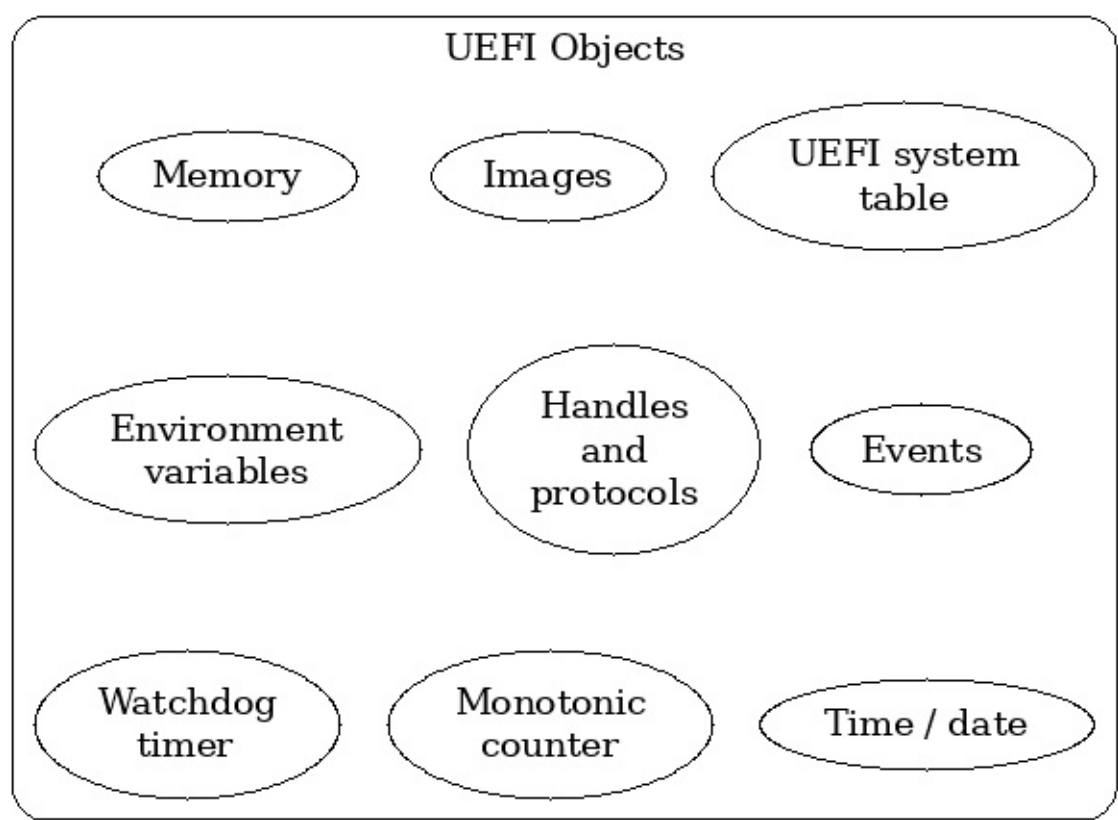 UEFI Objects
Memory
Images
UEFI system
table
Environment
variables
Handles
and
protocols
Events
Watchdog
timer
Monotonic
counter
Time / date